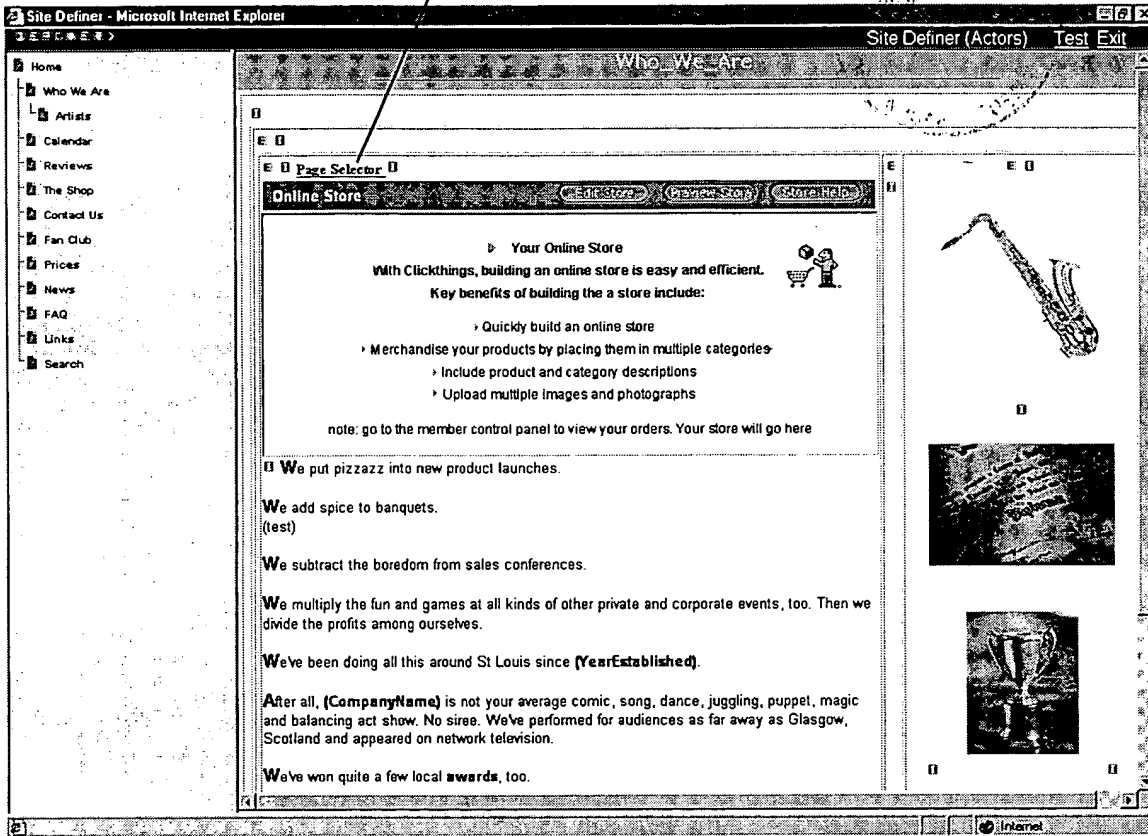 Site Definer - Microsoft Internet Explorer
Site Definer (Actors) Test Exit
Home
Who We Are
Artists
Calendar
Reviews
The Shop
Contact Us
Fan Club
Prices
News
FAQ
Links
Search
Who_We_Are
I
E I
E I Page Selector I
E
I
E I
Online Store
Edit Store
Preview Store
Store Help
Your Online Store
With Clickthings, building an online store is easy and efficient.
Key benefits of building the a store include:
Quickly build an online store
Merchandise your products by placing them in multiple categories
Include product and category descriptions
Upload multiple images and photographs
note: go to the member control panel to view your orders. Your store will go here
I We put pizzazz into new product launches.
We add spice to banquets.
(test)
We subtract the boredom from sales conferences.
We multiply the fun and games at all kinds of other private and corporate events, too. Then we
divide the profits among ourselves.
We've been doing all this around St Louis since (YearEstablished).
After all, (CompanyName) is not your average comic, song, dance, juggling, puppet, magic
and balancing act show. No siree. We've performed for audiences as far away as Glasgow,
Scotland and appeared on network television.
We've won quite a few local awards, too.
I
I
I
Internet